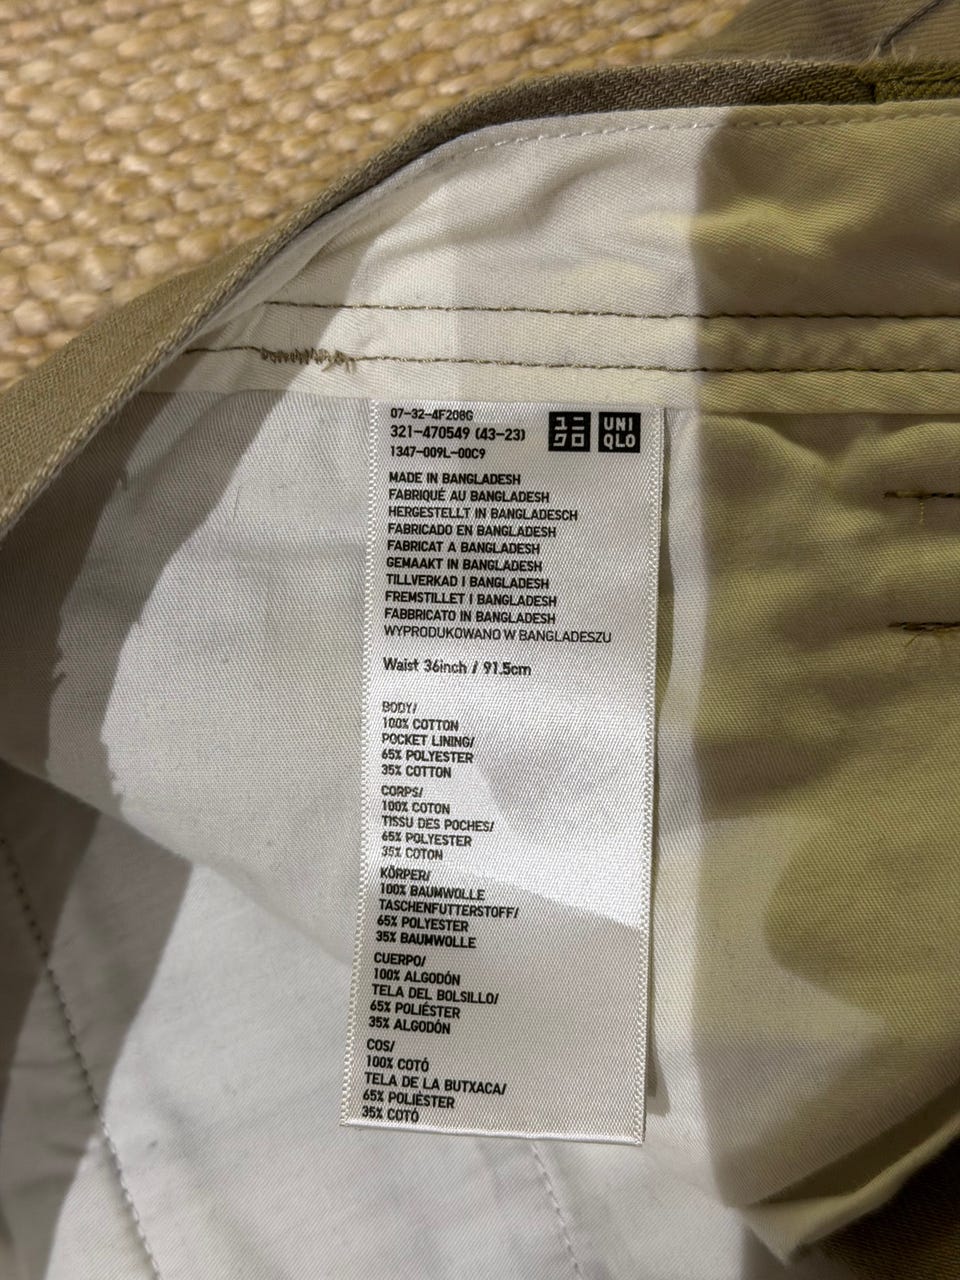 07-32-4F208G
321-470549 (43-23)
1347-009L-00C9
ユニ
クロ
UNI
QLO
MADE IN BANGLADESH
FABRIQUÉ AU BANGLADESH
HERGESTELLT IN BANGLADESCH
FABRICADO EN BANGLADESH
FABRICAT A BANGLADESH
GEMAAKT IN BANGLADESH
TILLVERKAD I BANGLADESH
FREMSTILLET I BANGLADESH
FABBRICATO IN BANGLADESH
WYPRODUKOWANO W BANGLADESZU
Waist 36inch / 91.5cm
BODY/
100% COTTON
POCKET LINING/
65% POLYESTER
35% COTTON
CORPS/
100% COTON
TISSU DES POCHES/
65% POLYESTER
35% COTON
KÖRPER/
100% BAUMWOLLE
TASCHENFUTTERSTOFF/
65% POLYESTER
35% BAUMWOLLE
CUERPO/
100% ALGODÓN
TELA DEL BOLSILLO/
65% POLIÉSTER
35% ALGODÓN
COS/
100% COTÓ
TELA DE LA BUTXACA/
65% POLIÈSTER
35% COTÓ